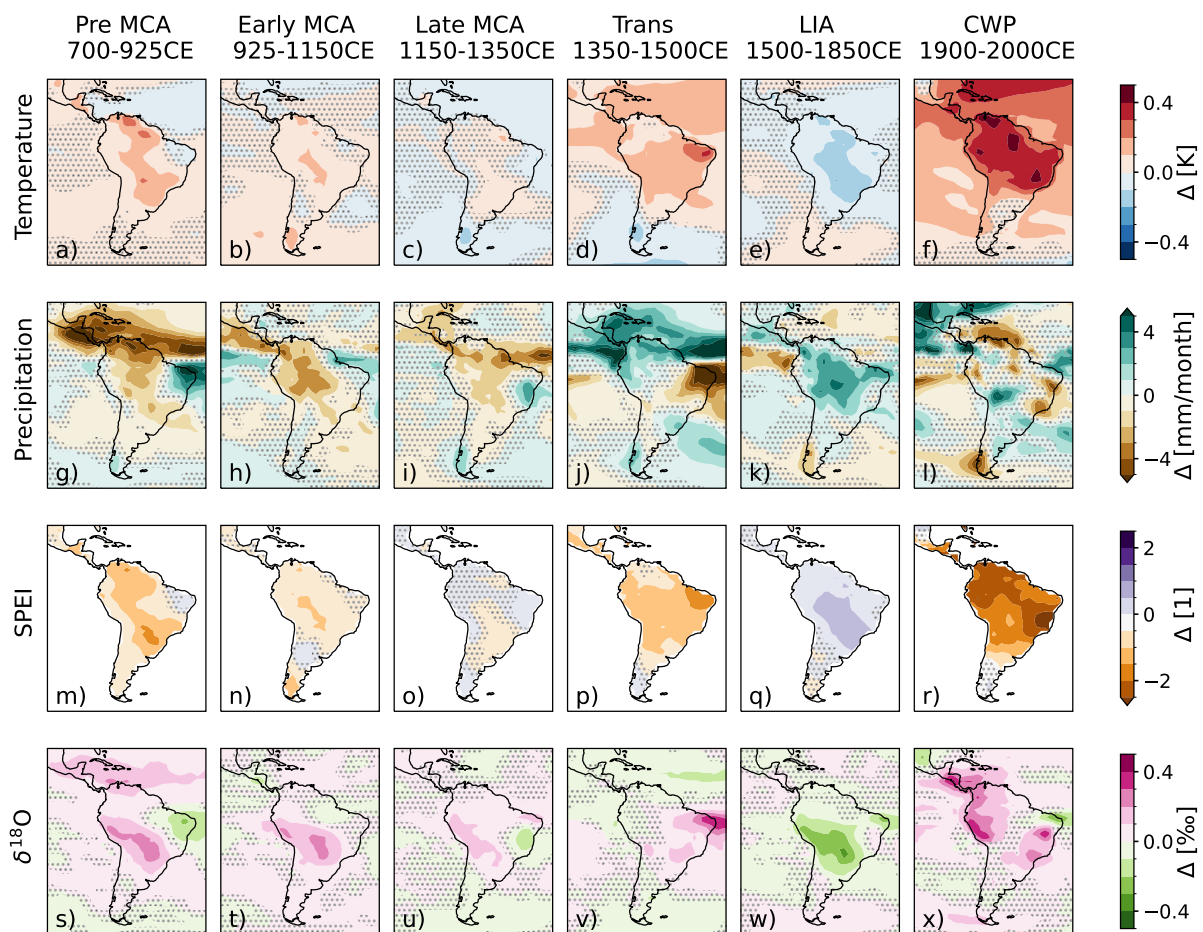 Pre MCA
700-925CE
Early MCA
925-1150CE
Late MCA
1150-1350CE
Trans
1350-1500CE
LIA
1500-1850CE
CWP
1900-2000CE
Temperature
a)
b)
c)
d)
e)
f)
0.4
0.0
−0.4
Δ [K]
Precipitation
g)
h)
i)
j)
k)
l)
4
0
−4
Δ [mm/month]
SPEI
m)
n)
o)
p)
q)
r)
2
0
−2
Δ [1]
δ¹⁸O
s)
t)
u)
v)
w)
x)
0.4
0.0
−0.4
Δ [‰]